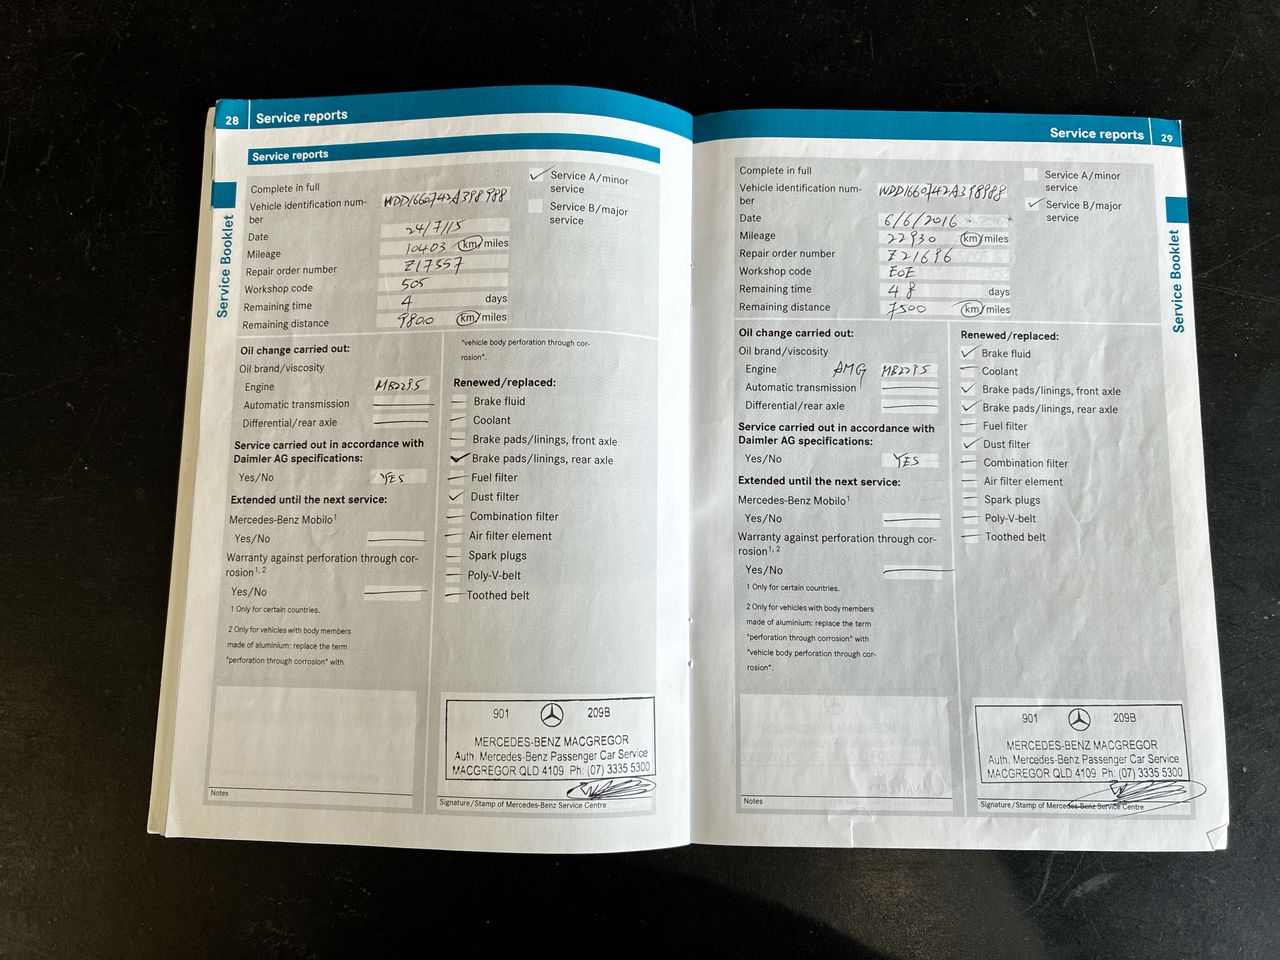 28
Service reports
Service reports
Service Booklet
Complete in full
Vehicle identification num-
ber
WDD1660742A398988
Date 24/7/15
Mileage 10403 km/miles
Repair order number Z17357
Workshop code 505
Remaining time 4 days
Remaining distance 9800 km/miles
Service A/minor
service
Service B/major
service
Oil change carried out:
Oil brand/viscosity
Engine MB229.5
Automatic transmission
Differential/rear axle
Service carried out in accordance with
Daimler AG specifications:
Yes/No YES
Extended until the next service:
Mercedes-Benz Mobilo1
Yes/No
Warranty against perforation through cor-
rosion1, 2
Yes/No
1 Only for certain countries.
2 Only for vehicles with body members
made of aluminium: replace the term
"perforation through corrosion" with
"vehicle body perforation through cor-
rosion".
Renewed/replaced:
Brake fluid
Coolant
Brake pads/linings, front axle
Brake pads/linings, rear axle
Fuel filter
Dust filter
Combination filter
Air filter element
Spark plugs
Poly-V-belt
Toothed belt
Notes
901 209B
MERCEDES-BENZ MACGREGOR
Auth. Mercedes-Benz Passenger Car Service
MACGREGOR QLD 4109 Ph: (07) 3335 5300
Signature/Stamp of Mercedes-Benz Service Centre
Service reports
29
Service Booklet
Complete in full
Vehicle identification num-
ber
WDD1660742A398988
Date 6/6/2016
Mileage 22930 km/miles
Repair order number Z21696
Workshop code EOE
Remaining time 48 days
Remaining distance 7500 km/miles
Service A/minor
service
Service B/major
service
Oil change carried out:
Oil brand/viscosity
Engine AMG MB229.5
Automatic transmission
Differential/rear axle
Service carried out in accordance with
Daimler AG specifications:
Yes/No YES
Extended until the next service:
Mercedes-Benz Mobilo1
Yes/No
Warranty against perforation through cor-
rosion1, 2
Yes/No
1 Only for certain countries.
2 Only for vehicles with body members
made of aluminium: replace the term
"perforation through corrosion" with
"vehicle body perforation through cor-
rosion".
Renewed/replaced:
Brake fluid
Coolant
Brake pads/linings, front axle
Brake pads/linings, rear axle
Fuel filter
Dust filter
Combination filter
Air filter element
Spark plugs
Poly-V-belt
Toothed belt
Notes
901 209B
MERCEDES-BENZ MACGREGOR
Auth. Mercedes-Benz Passenger Car Service
MACGREGOR QLD 4109 Ph: (07) 3335 5300
Signature/Stamp of Mercedes-Benz Service Centre